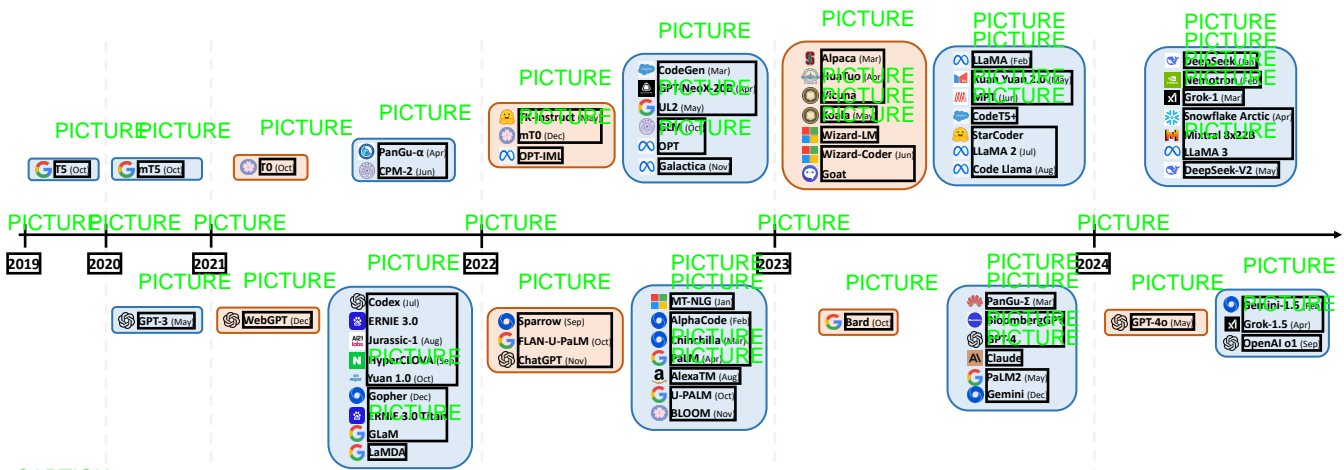 PICTURE
PICTURE
PICTURE
PICTURE
T5 (Oct)
mT5 (Oct)
T0 (Oct)
PanGu-α (Apr)
CPM-2 (Jun)
PICTURE
TK-Instruct (May)
mT0 (Dec)
OPT-IML
PICTURE
CodeGen (Mar)
GPT-NeoX-20B (Apr)
UL2 (May)
GLM (Oct)
OPT
Galactica (Nov)
PICTURE
Alpaca (Mar)
HuaTuo (Apr)
Vicuna
Koala (May)
Wizard-LM
Wizard-Coder (Jun)
Goat
PICTURE
PICTURE
LLaMA (Feb)
Xuan Yuan 2.0 (May)
MPT (Jun)
CodeT5+
StarCoder
LLaMA 2 (Jul)
Code Llama (Aug)
PICTURE
PICTURE
DeepSeek (Jan)
Nemotron (Feb)
Grok-1 (Mar)
Snowflake Arctic (Apr)
Mixtral 8x22B
LLaMA 3
DeepSeek-V2 (May)
PICTURE
PICTURE
PICTURE
PICTURE
PICTURE
PICTURE
2019
2020
2021
2022
2023
2024
PICTURE
PICTURE
GPT-3 (May)
WebGPT (Dec)
PICTURE
Codex (Jul)
ERNIE 3.0
Jurassic-1 (Aug)
HyperCLOVA (Sep)
Yuan 1.0 (Oct)
Gopher (Dec)
ERNIE 3.0 Titan
GLaM
LaMDA
PICTURE
Sparrow (Sep)
FLAN-U-PaLM (Oct)
ChatGPT (Nov)
PICTURE
PICTURE
MT-NLG (Jan)
AlphaCode (Feb)
Chinchilla (Mar)
PaLM (Apr)
AlexaTM (Aug)
U-PALM (Oct)
BLOOM (Nov)
PICTURE
Bard (Oct)
PICTURE
PICTURE
PanGu-Σ (Mar)
BloombergGPT
GPT-4
Claude
PaLM2 (May)
Gemini (Dec)
PICTURE
GPT-4o (May)
PICTURE
Gemini-1.5 (Feb)
Grok-1.5 (Apr)
OpenAI o1 (Sep)